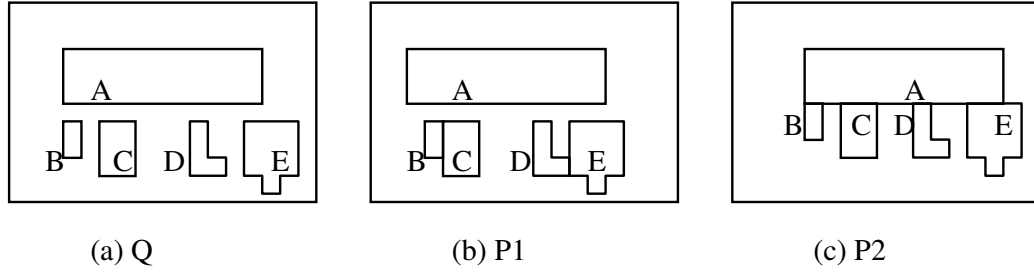 A A A
B C D E B C D E B C D E
(a) Q (b) P1 (c) P2